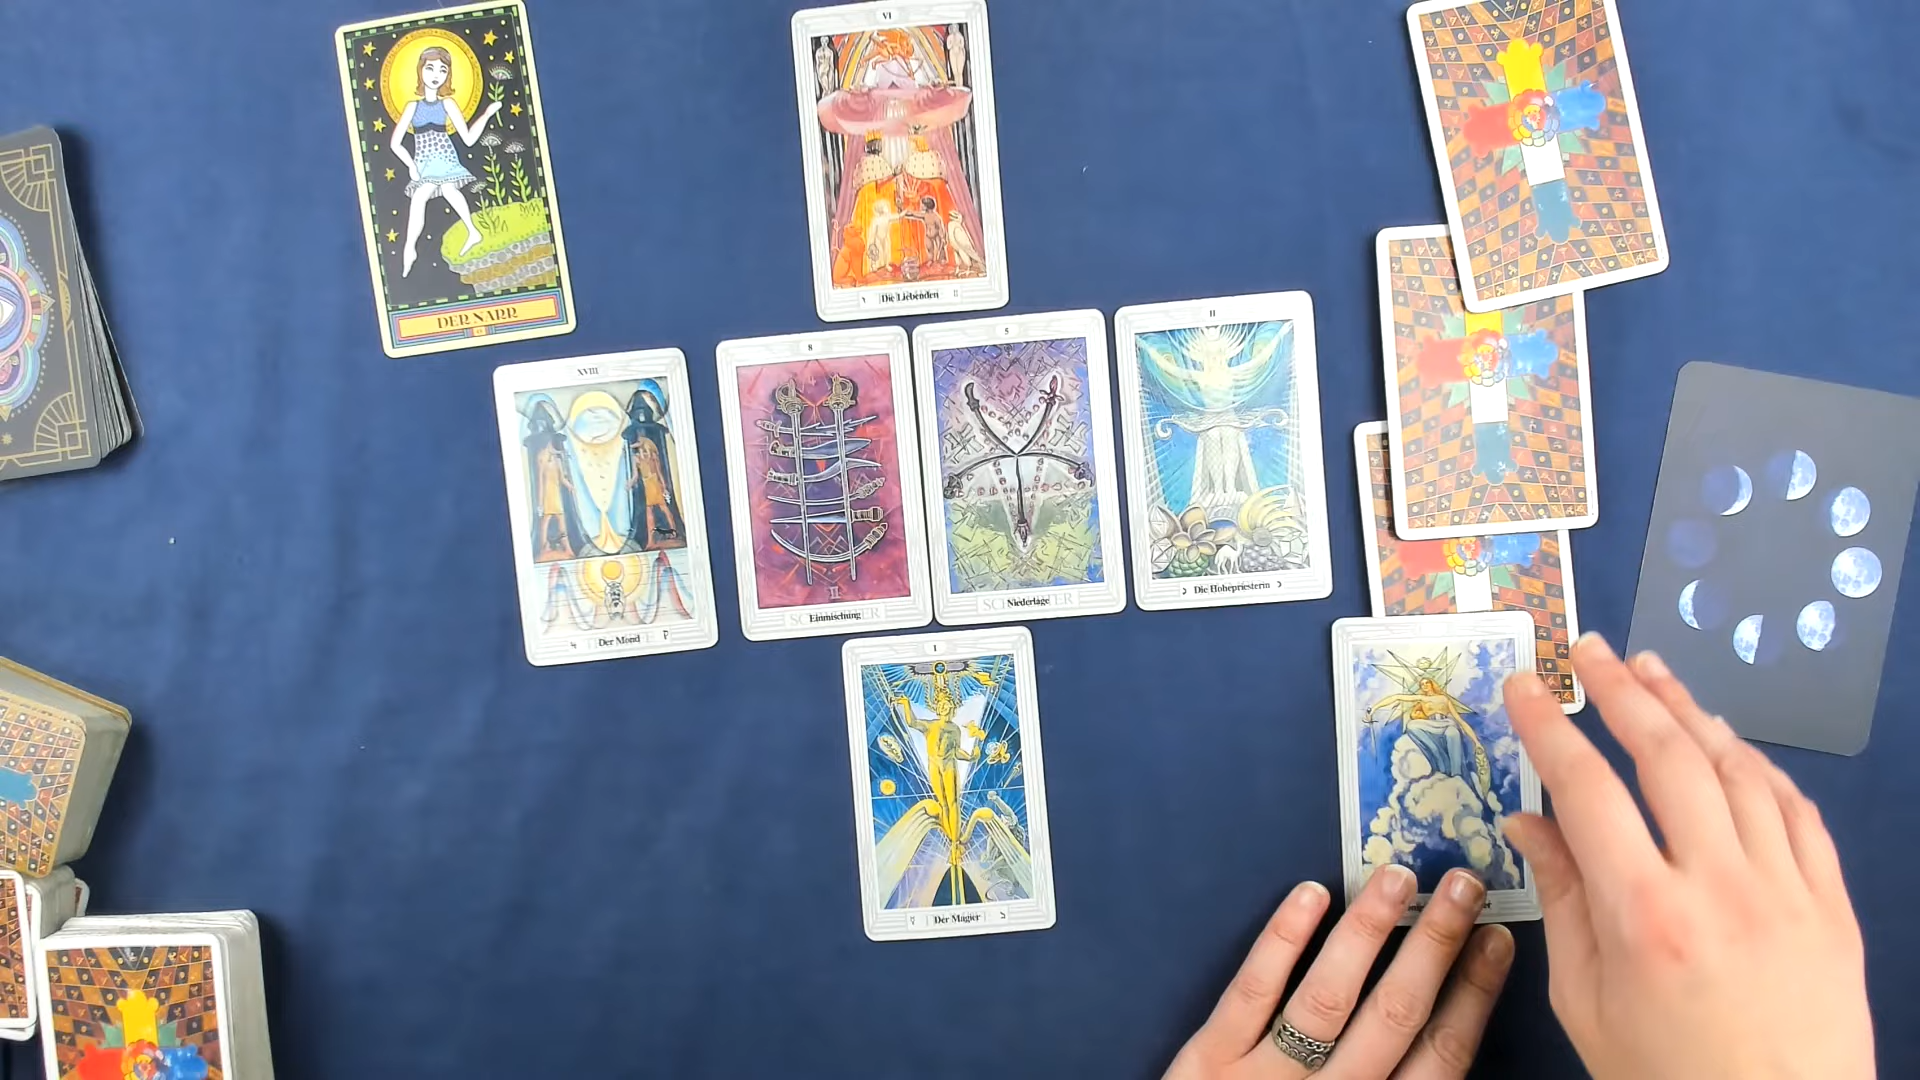 DER NARR
VI
Die Liebenden
XVIII
Der Mond
8
Einmischung
5
Niederlage
II
Die Hohepriesterin
I
Der Magier